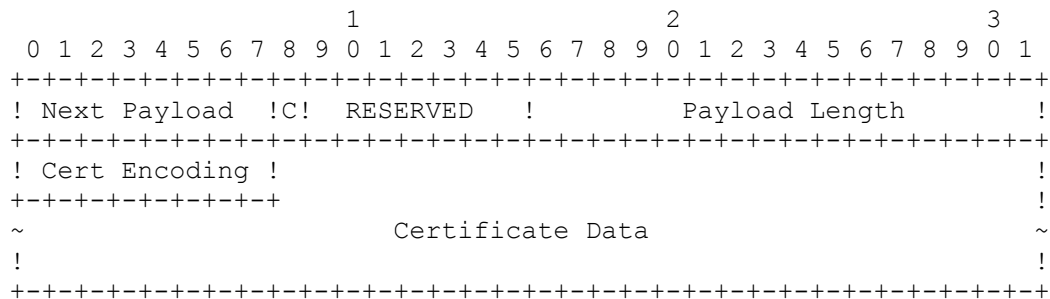 1                   2                   3
 0 1 2 3 4 5 6 7 8 9 0 1 2 3 4 5 6 7 8 9 0 1 2 3 4 5 6 7 8 9 0 1
+-+-+-+-+-+-+-+-+-+-+-+-+-+-+-+-+-+-+-+-+-+-+-+-+-+-+-+-+-+-+-+-+
! Next Payload  !C!  RESERVED   !         Payload Length        !
+-+-+-+-+-+-+-+-+-+-+-+-+-+-+-+-+-+-+-+-+-+-+-+-+-+-+-+-+-+-+-+-+
! Cert Encoding !                                               !
+-+-+-+-+-+-+-+-+                                               !
~                       Certificate Data                        ~
!                                                               !
+-+-+-+-+-+-+-+-+-+-+-+-+-+-+-+-+-+-+-+-+-+-+-+-+-+-+-+-+-+-+-+-+